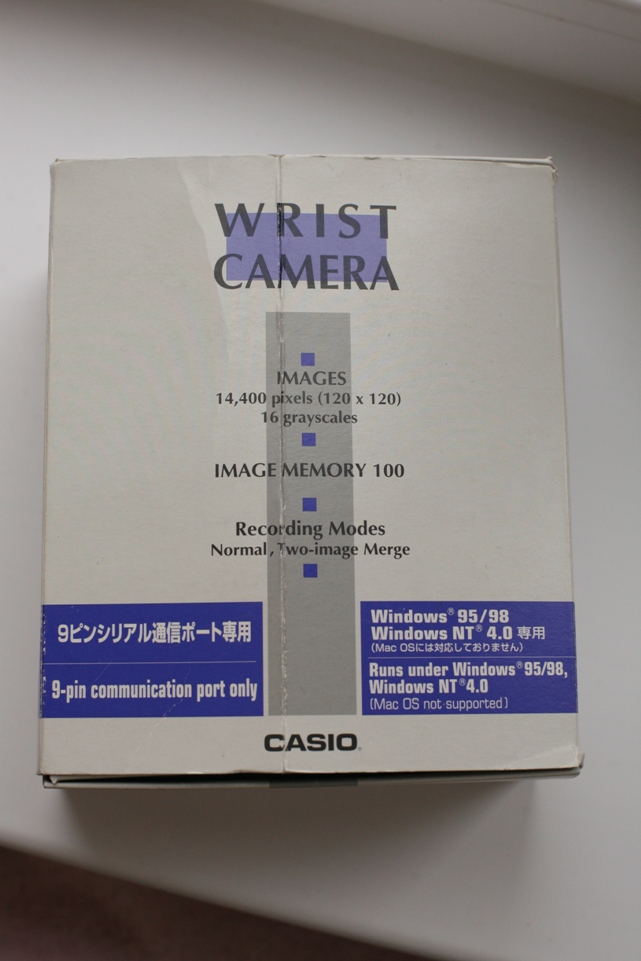 WRIST
CAMERA
IMAGES
14,400 pixels (120 x 120)
16 grayscales
IMAGE MEMORY 100
Recording Modes
Normal, Two-image Merge
9ピンシリアル通信ポート専用
9-pin communication port only
Windows® 95/98
Windows NT® 4.0 専用
(Mac OSには対応しておりません)
Runs under Windows®95/98,
Windows NT®4.0
(Mac OS not supported)
CASIO®